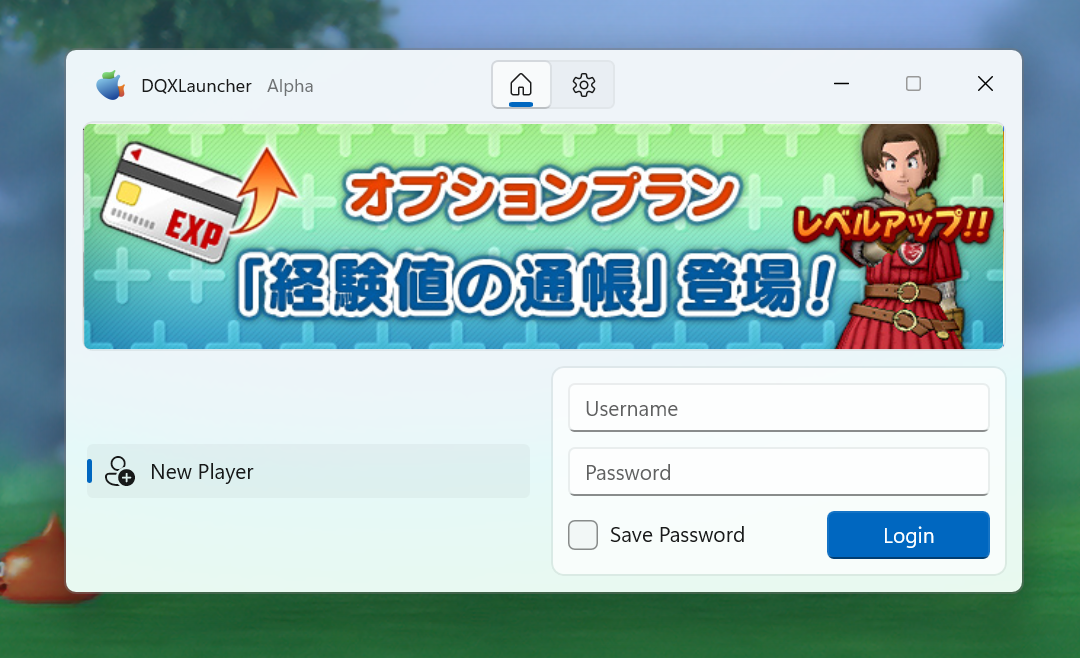 DQXLauncher Alpha
EXP
オプションプラン
レベルアップ!!
「経験値の通帳」登場!
Username
New Player
Password
Save Password
Login